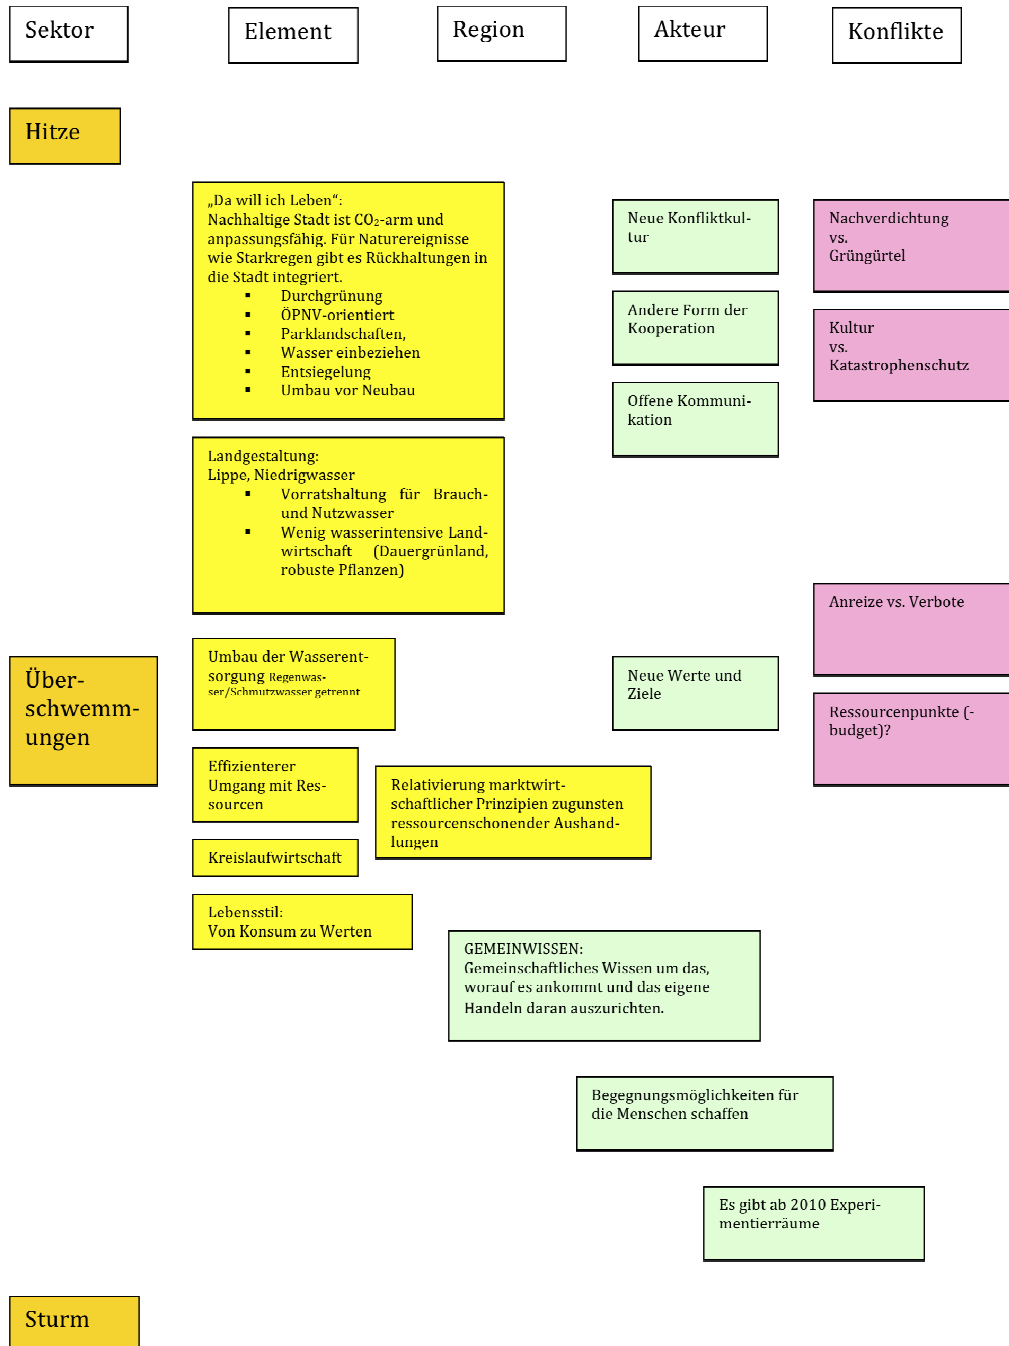 Sektor
Element
Region
Akteur
Konflikte
Hitze
„Da will ich Leben“:
Nachhaltige Stadt ist CO₂-arm und
anpassungsfähig. Für Naturereignisse
wie Starkregen gibt es Rückhaltungen in
die Stadt integriert.
▪ Durchgrünung
▪ ÖPNV-orientiert
▪ Parklandschaften,
▪ Wasser einbeziehen
▪ Entsiegelung
▪ Umbau vor Neubau
Neue Konfliktkul-
tur
Andere Form der
Kooperation
Offene Kommuni-
kation
Nachverdichtung
vs.
Grüngürtel
Kultur
vs.
Katastrophenschutz
Landgestaltung:
Lippe, Niedrigwasser
▪ Vorratshaltung für Brauch-
und Nutzwasser
▪ Wenig wasserintensive Land-
wirtschaft (Dauergrünland,
robuste Pflanzen)
Anreize vs. Verbote
Über-
schwemm-
ungen
Umbau der Wasserent-
sorgung Regenwas-
ser/Schmutzwasser getrennt
Neue Werte und
Ziele
Ressourcenpunkte (-
budget)?
Effizienterer
Umgang mit Res-
sourcen
Relativierung marktwirt-
schaftlicher Prinzipien zugunsten
ressourcenschonender Aushand-
lungen
Kreislaufwirtschaft
Lebensstil:
Von Konsum zu Werten
GEMEINWISSEN:
Gemeinschaftliches Wissen um das,
worauf es ankommt und das eigene
Handeln daran auszurichten.
Begegnungsmöglichkeiten für
die Menschen schaffen
Es gibt ab 2010 Experi-
mentierräume
Sturm